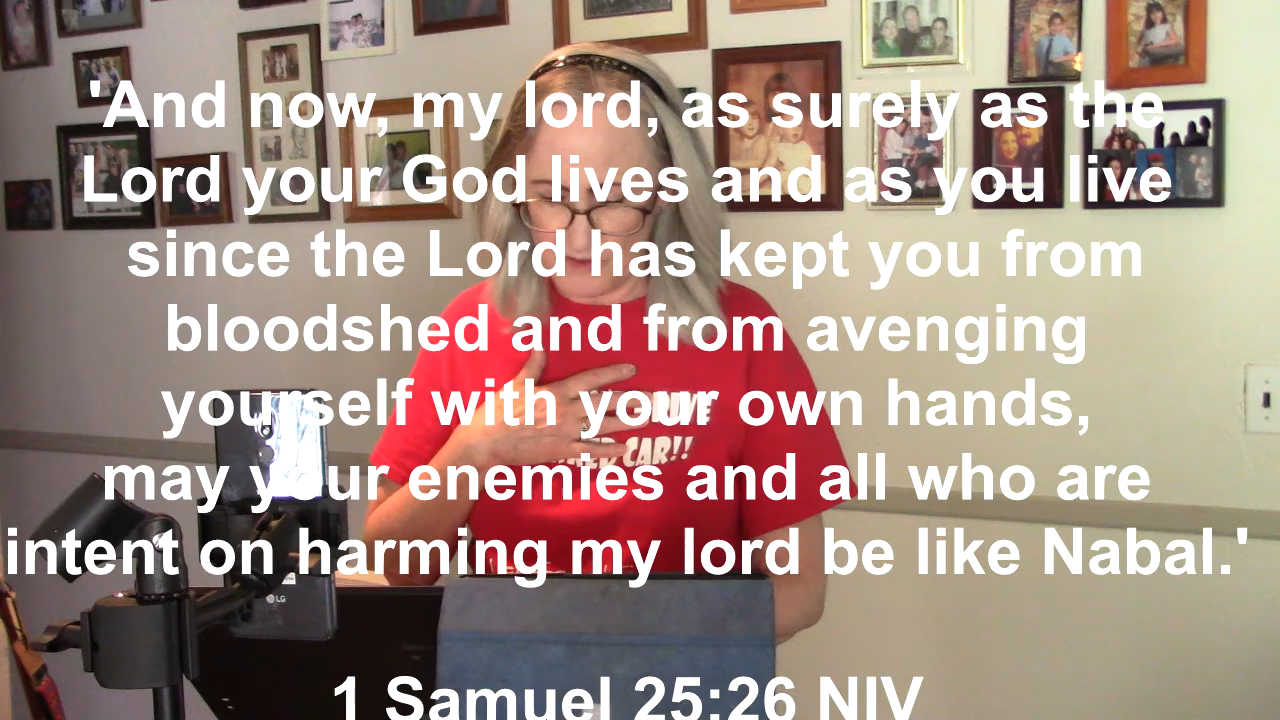 'And now, my lord, as surely as the
Lord your God lives and as you live
since the Lord has kept you from
bloodshed and from avenging
yourself with your own hands,
may your enemies and all who are
intent on harming my lord be like Nabal.'
1 Samuel 25:26 NIV
CAR!!
LG